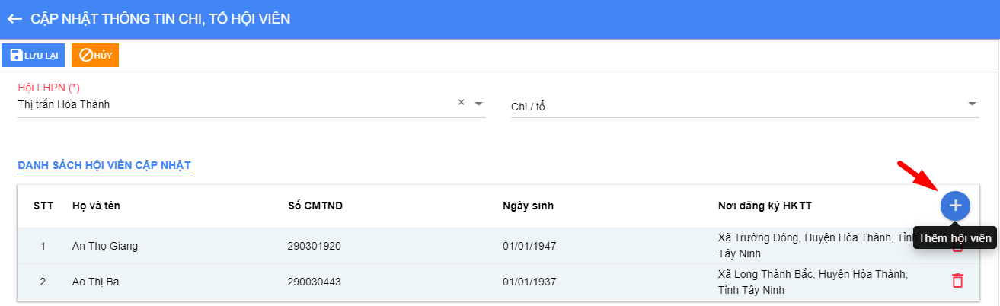 CẬP NHẬT THÔNG TIN CHI, TỔ HỘI VIÊN
LƯU LẠI HỦY
Hội LHPN (*)
Thị trấn Hòa Thành × Chi / tổ
DANH SÁCH HỘI VIÊN CẬP NHẬT
STT Họ và tên Số CMTND Ngày sinh Nơi đăng ký HKTT
Thêm hội viên
1 An Thọ Giang 290301920 01/01/1947 Xã Trường Đông, Huyện Hòa Thành, Tỉnh
Tây Ninh
2 Ao Thị Ba 290030443 01/01/1937 Xã Long Thành Bắc, Huyện Hòa Thành,
Tỉnh Tây Ninh